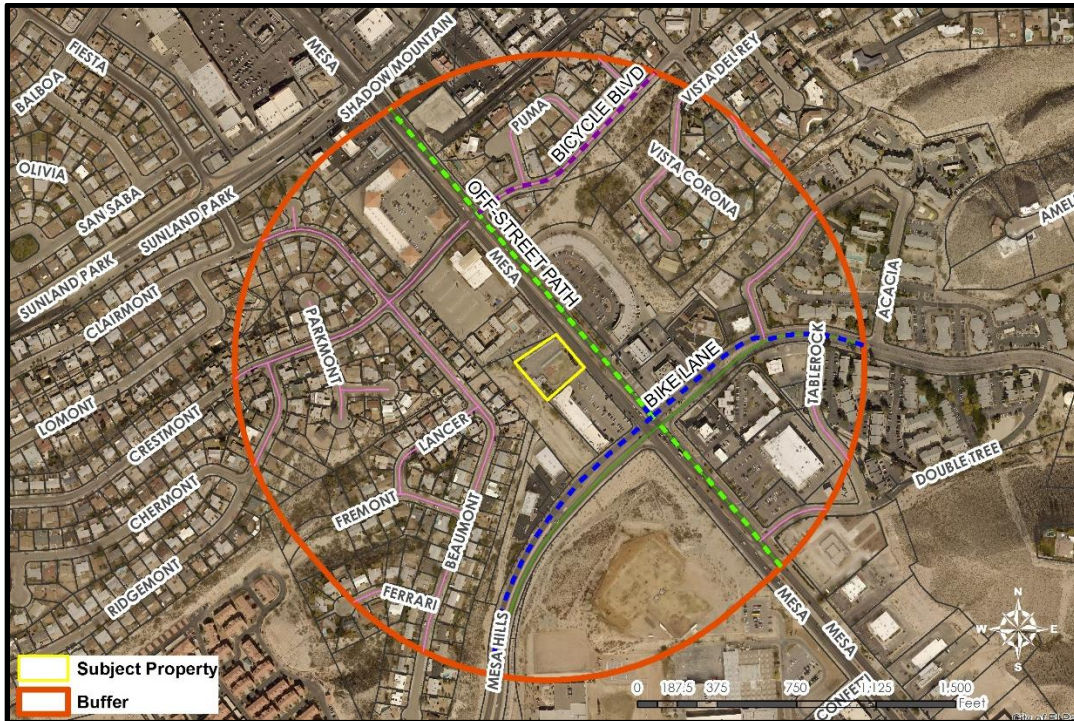 FIESTA
BALBOA
OLIVIA
SAN SABA
SUNLAND PARK
SUNLAND PARK
CLAIRMONT
MESA
SHADOW MOUNTAIN
PUMA
BICYCLE BLVD
VISTA DEL REY
VISTA CORONA
OFF-STREET PATH
MESA
PARKMONT
LOMONT
CRESTMONT
CHERMONT
RIDGEMONT
LANCER
FREMONT
BEAUMONT
FERRARI
MESA HILLS
BIKE LANE
TABLEROCK
ACACIA
DOUBLE TREE
MESA
MESA
CONFETTI
N
W E
S
Subject Property
Buffer
0 187.5 375 750 1,125 1,500
Feet